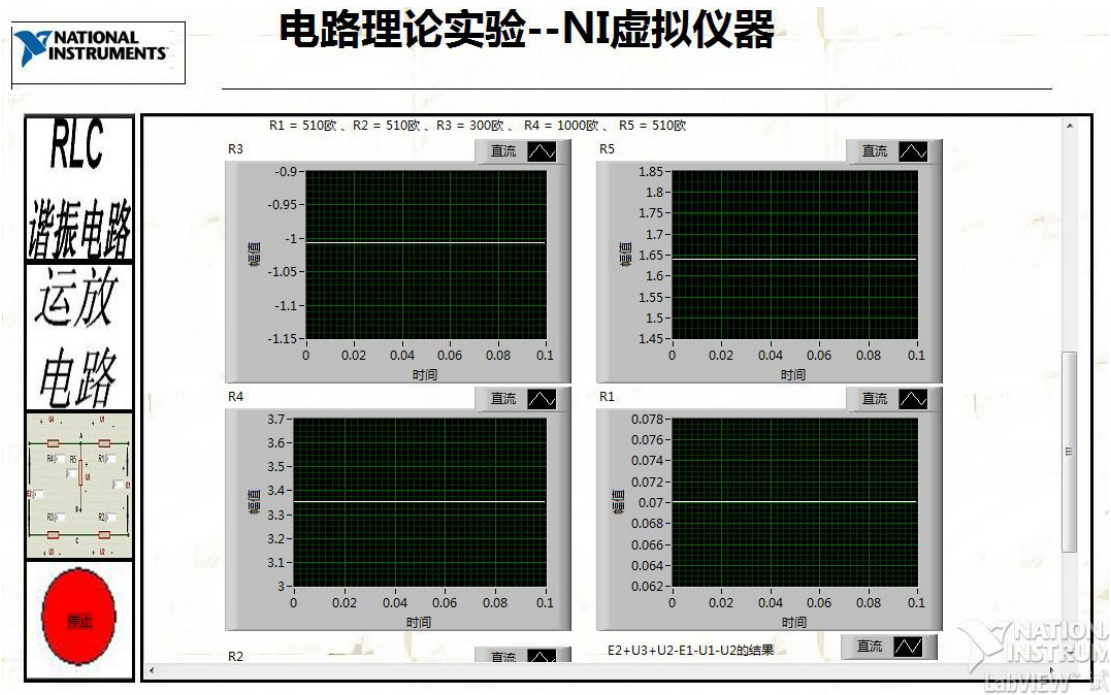 电路理论实验--NI虚拟仪器
NATIONAL
INSTRUMENTS
RLC
谐振电路
运放
电路
停止
R1 = 510欧 、R2 = 510欧 、R3 = 300欧 、 R4 = 1000欧 、 R5 = 510欧
R3
直流
-0.9
-0.95
-1
-1.05
-1.1
-1.15
幅值
0 0.02 0.04 0.06 0.08 0.1
时间
R5
直流
1.85
1.8
1.75
1.7
1.65
1.6
1.55
1.5
1.45
幅值
0 0.02 0.04 0.06 0.08 0.1
时间
R4
直流
3.7
3.6
3.5
3.4
3.3
3.2
3.1
3
幅值
0 0.02 0.04 0.06 0.08 0.1
时间
R1
直流
0.078
0.076
0.074
0.072
0.07
0.068
0.066
0.064
0.062
幅值
0 0.02 0.04 0.06 0.08 0.1
时间
R2
直流
E2+U3+U2-E1-U1-U2的结果
直流
LabVIEW™ 试